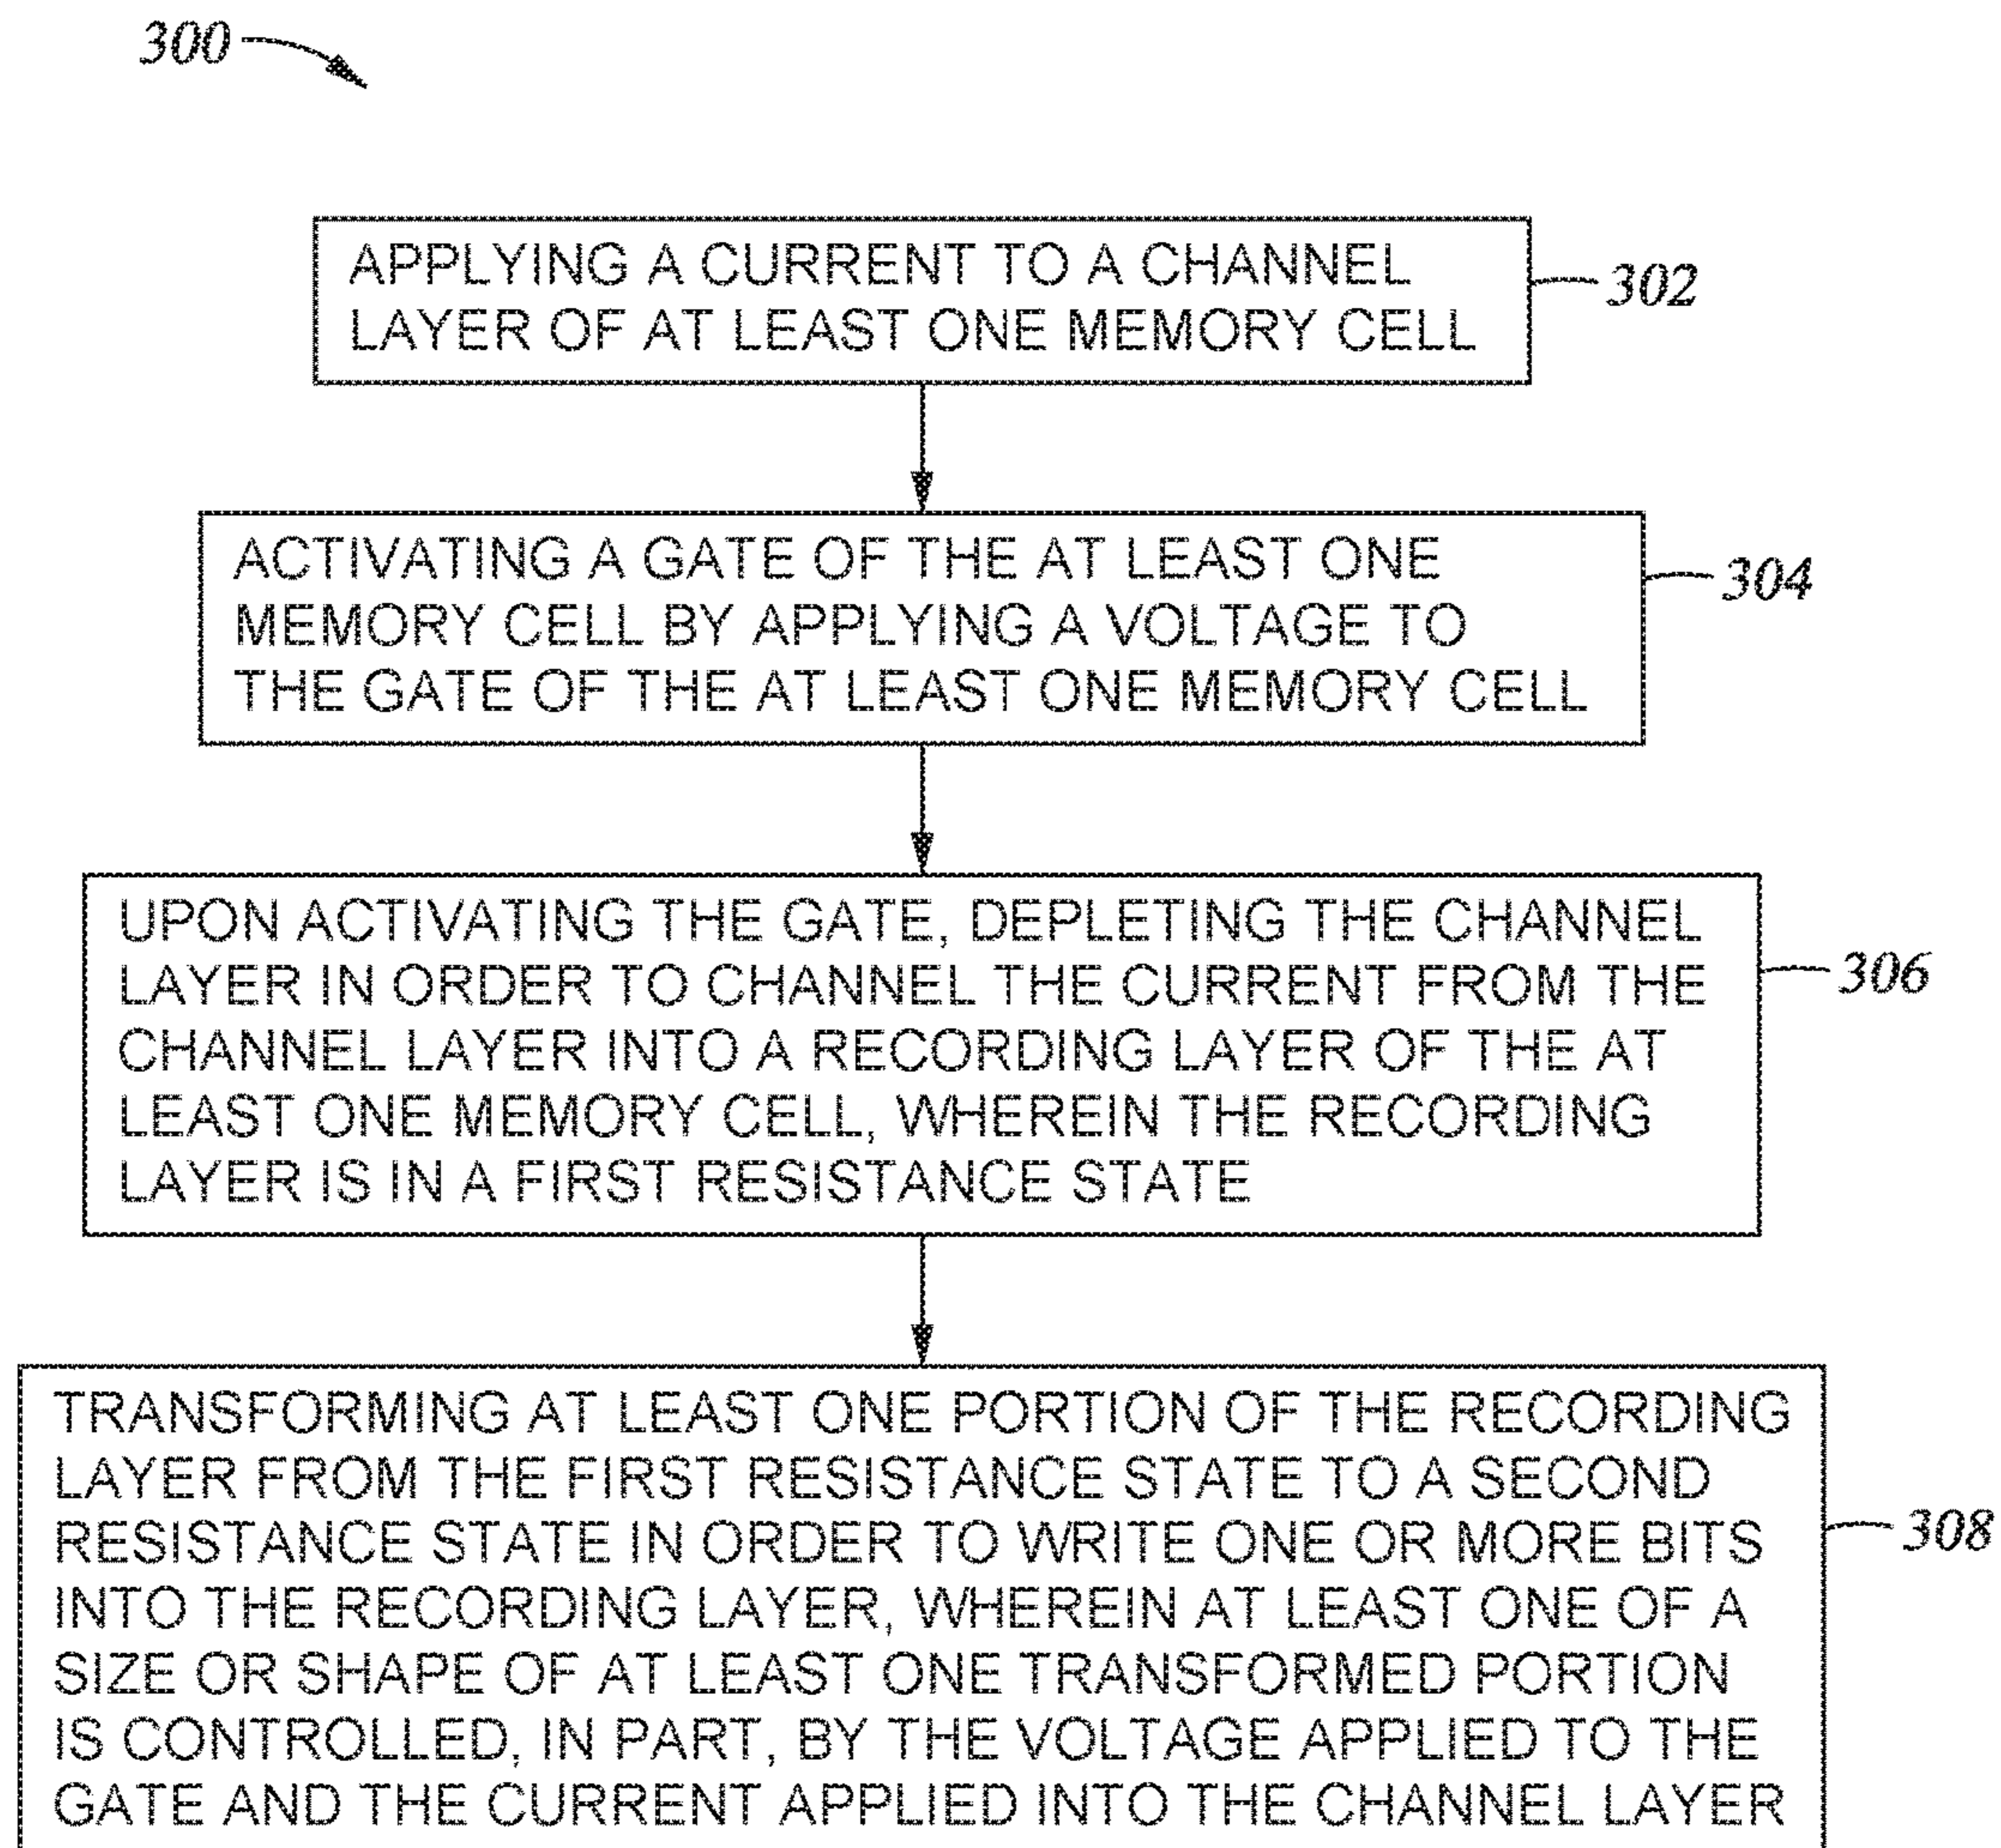 300
APPLYING A CURRENT TO A CHANNEL
LAYER OF AT LEAST ONE MEMORY CELL
302
ACTIVATING A GATE OF THE AT LEAST ONE
MEMORY CELL BY APPLYING A VOLTAGE TO
THE GATE OF THE AT LEAST ONE MEMORY CELL
304
UPON ACTIVATING THE GATE, DEPLETING THE CHANNEL
LAYER IN ORDER TO CHANNEL THE CURRENT FROM THE
CHANNEL LAYER INTO A RECORDING LAYER OF THE AT
LEAST ONE MEMORY CELL, WHEREIN THE RECORDING
LAYER IS IN A FIRST RESISTANCE STATE
306
TRANSFORMING AT LEAST ONE PORTION OF THE RECORDING
LAYER FROM THE FIRST RESISTANCE STATE TO A SECOND
RESISTANCE STATE IN ORDER TO WRITE ONE OR MORE BITS
INTO THE RECORDING LAYER, WHEREIN AT LEAST ONE OF A
SIZE OR SHAPE OF AT LEAST ONE TRANSFORMED PORTION
IS CONTROLLED, IN PART, BY THE VOLTAGE APPLIED TO THE
GATE AND THE CURRENT APPLIED INTO THE CHANNEL LAYER
308